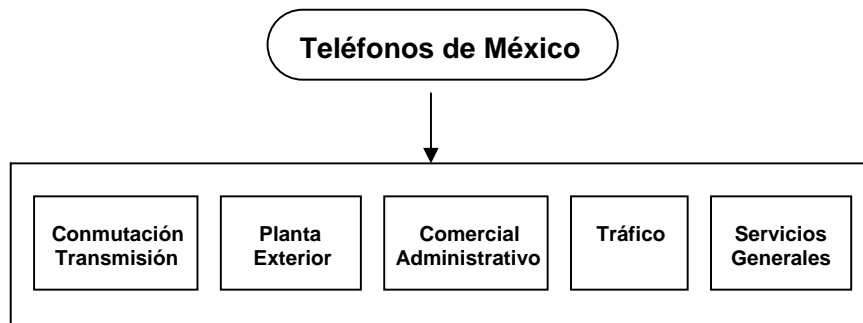 Teléfonos de México
Conmutación
Transmisión
Planta
Exterior
Comercial
Administrativo
Tráfico
Servicios
Generales